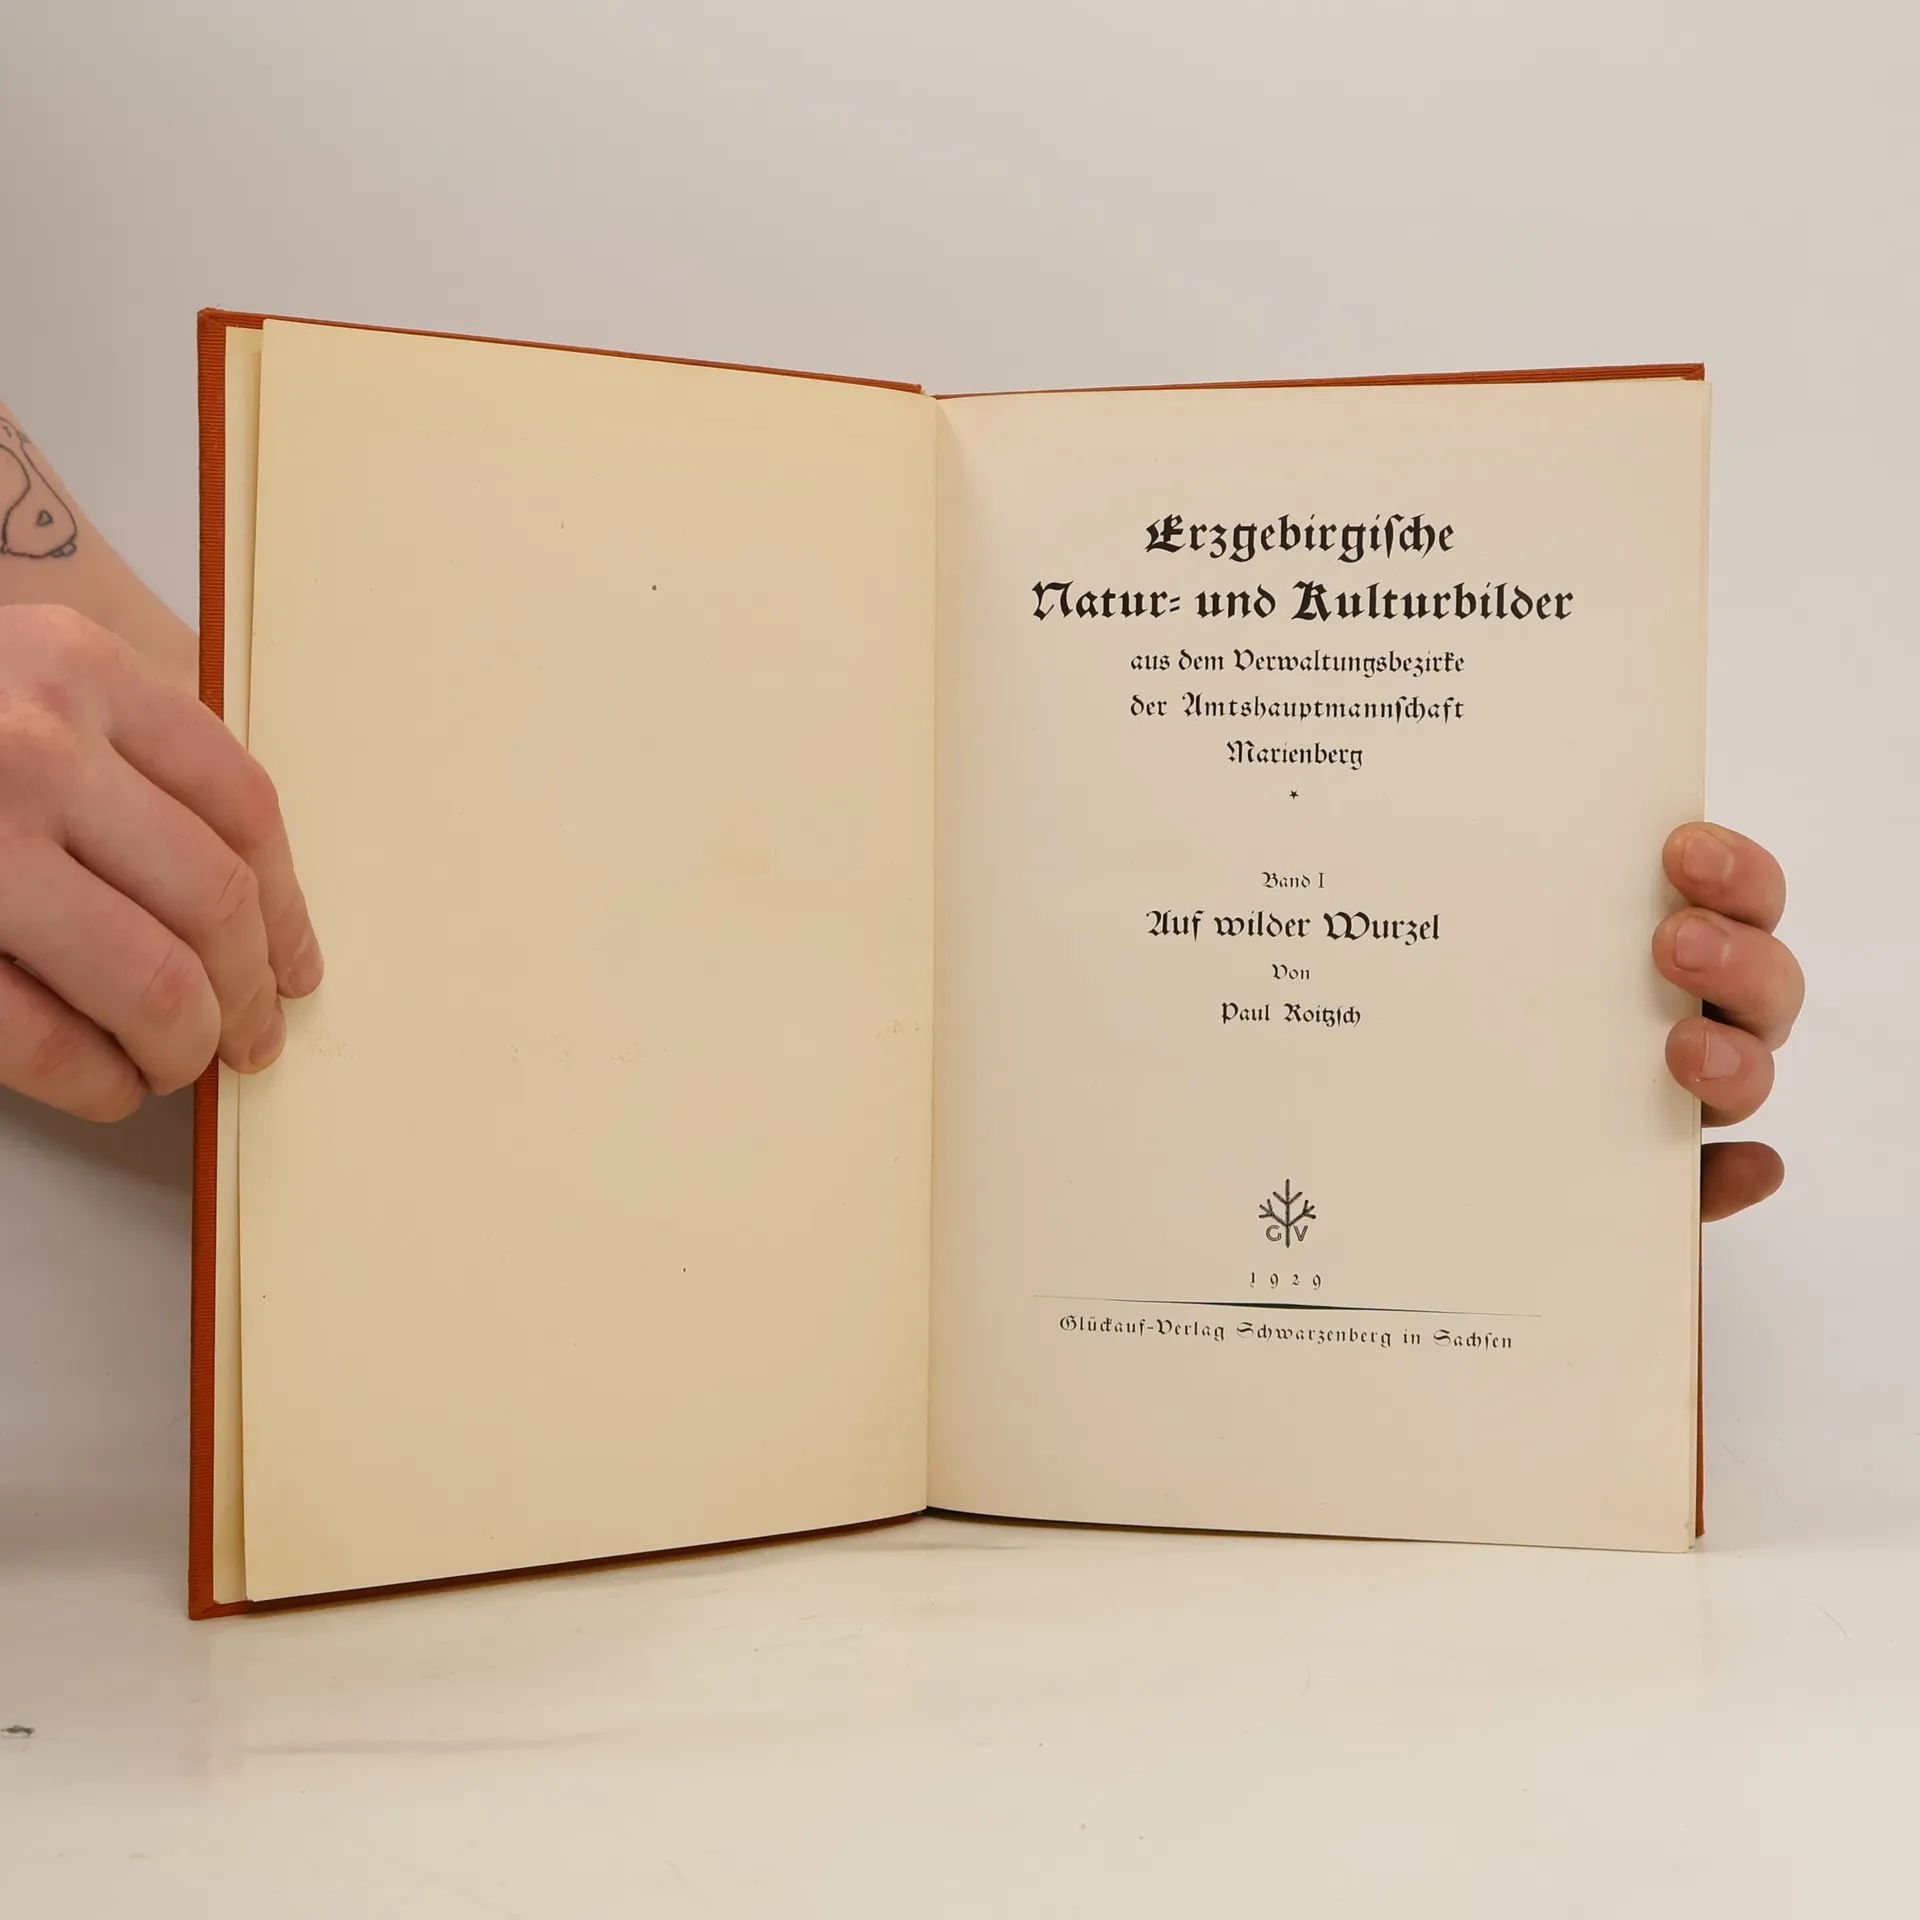 Erzgebirgiſche
Natur- und Kulturbilder
aus dem Verwaltungsbezirke
der Amtshauptmannſchaft
Marienberg
*
Band I
Auf wilder Wurzel
Von
Paul Roitzſch
G V
1929
Glückauf-Verlag Schwarzenberg in Sachſen